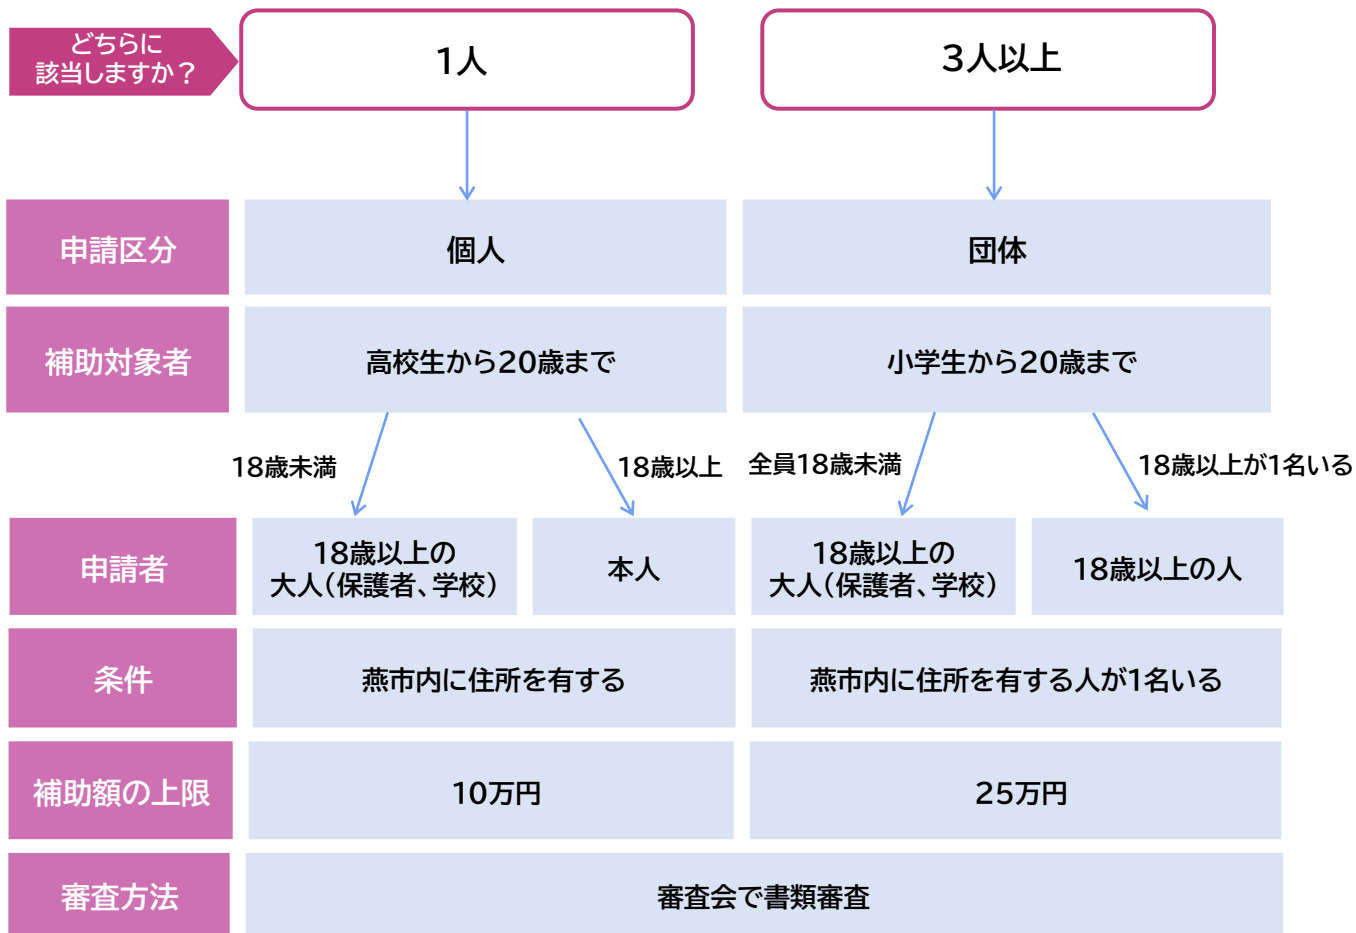 どちらに
該当しますか？
1人
3人以上
申請区分
個人
団体
補助対象者
高校生から20歳まで
小学生から20歳まで
18歳未満
18歳以上
全員18歳未満
18歳以上が1名いる
申請者
18歳以上の
大人(保護者、学校)
本人
18歳以上の
大人(保護者、学校)
18歳以上の人
条件
燕市内に住所を有する
燕市内に住所を有する人が1名いる
補助額の上限
10万円
25万円
審査方法
審査会で書類審査